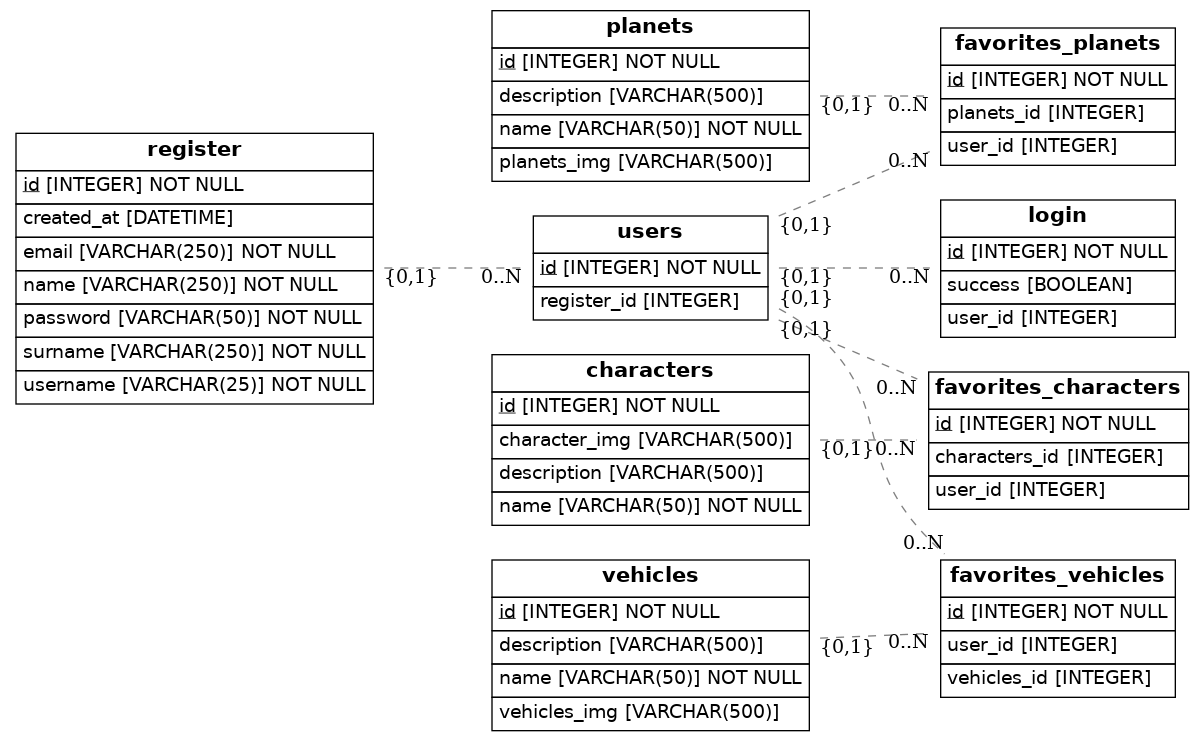 register
id [INTEGER] NOT NULL
created_at [DATETIME]
email [VARCHAR(250)] NOT NULL
name [VARCHAR(250)] NOT NULL
password [VARCHAR(50)] NOT NULL
surname [VARCHAR(250)] NOT NULL
username [VARCHAR(25)] NOT NULL
{0,1}
0..N
planets
id [INTEGER] NOT NULL
description [VARCHAR(500)]
name [VARCHAR(50)] NOT NULL
planets_img [VARCHAR(500)]
{0,1}
0..N
users
id [INTEGER] NOT NULL
register_id [INTEGER]
{0,1}
0..N
{0,1}
0..N
{0,1}
{0,1}
0..N
0..N
characters
id [INTEGER] NOT NULL
character_img [VARCHAR(500)]
description [VARCHAR(500)]
name [VARCHAR(50)] NOT NULL
{0,1}
0..N
vehicles
id [INTEGER] NOT NULL
description [VARCHAR(500)]
name [VARCHAR(50)] NOT NULL
vehicles_img [VARCHAR(500)]
{0,1}
0..N
favorites_planets
id [INTEGER] NOT NULL
planets_id [INTEGER]
user_id [INTEGER]
login
id [INTEGER] NOT NULL
success [BOOLEAN]
user_id [INTEGER]
favorites_characters
id [INTEGER] NOT NULL
characters_id [INTEGER]
user_id [INTEGER]
favorites_vehicles
id [INTEGER] NOT NULL
user_id [INTEGER]
vehicles_id [INTEGER]